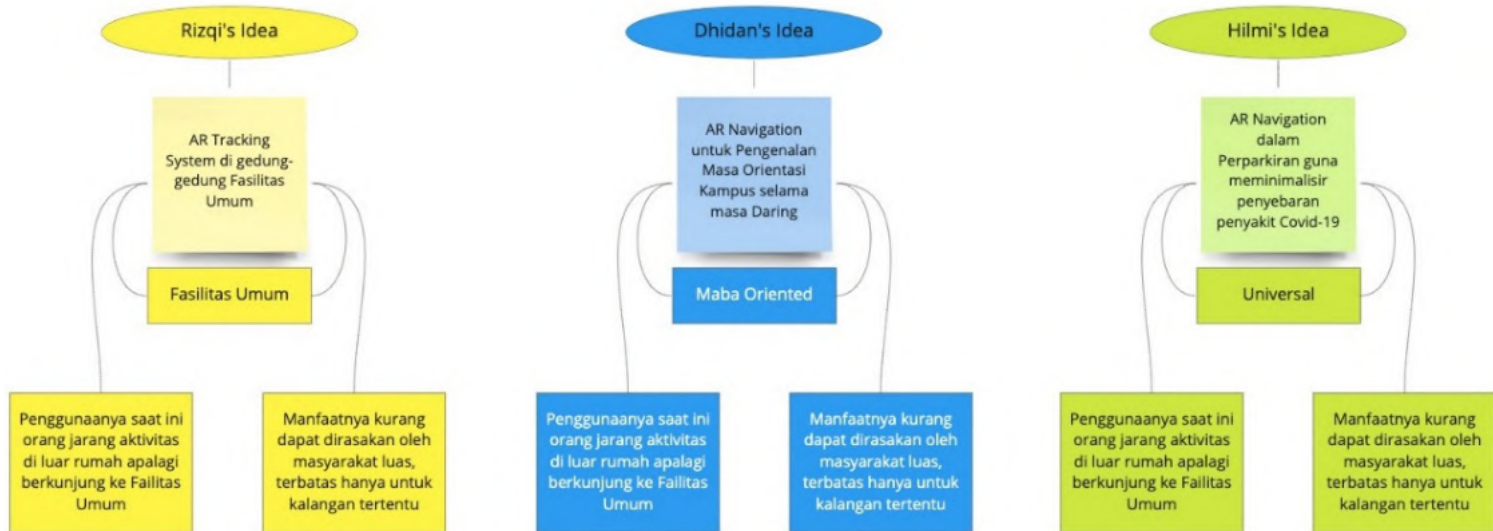 Rizqi's Idea
AR Tracking
System di gedung-
gedung Fasilitas
Umum
Fasilitas Umum
Penggunaanya saat ini
orang jarang aktivitas
di luar rumah apalagi
berkunjung ke Failitas
Umum
Manfaatnya kurang
dapat dirasakan oleh
masyarakat luas,
terbatas hanya untuk
kalangan tertentu
Dhidan's Idea
AR Navigation
untuk Pengenalan
Masa Orientasi
Kampus selama
masa Daring
Maba Oriented
Penggunaanya saat ini
orang jarang aktivitas
di luar rumah apalagi
berkunjung ke Failitas
Umum
Manfaatnya kurang
dapat dirasakan oleh
masyarakat luas,
terbatas hanya untuk
kalangan tertentu
Hilmi's Idea
AR Navigation
dalam
Perparkiran guna
meminimalisir
penyebaran
penyakit Covid-19
Universal
Penggunaanya saat ini
orang jarang aktivitas
di luar rumah apalagi
berkunjung ke Failitas
Umum
Manfaatnya kurang
dapat dirasakan oleh
masyarakat luas,
terbatas hanya untuk
kalangan tertentu